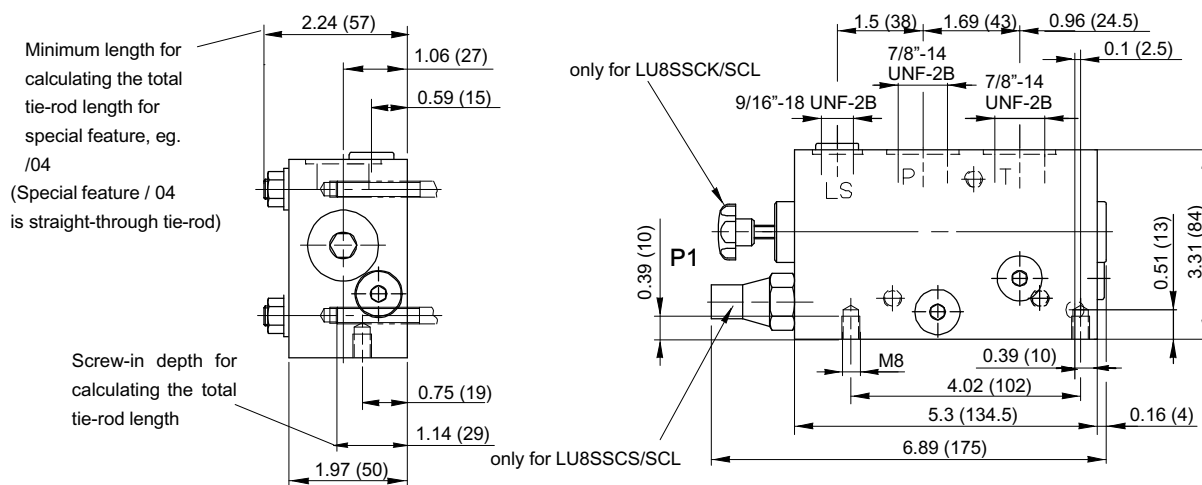 2.24 (57)
Minimum length for
calculating the total
tie-rod length for
special feature, eg.
/04
(Special feature / 04
is straight-through tie-rod)
1.06 (27)
0.59 (15)
Screw-in depth for
calculating the total
tie-rod length
0.75 (19)
1.14 (29)
1.97 (50)
1.5 (38)
1.69 (43)
0.96 (24.5)
0.1 (2.5)
only for LU8SSCK/SCL
7/8”-14
UNF-2B
7/8”-14
UNF-2B
9/16”-18 UNF-2B
LS
P
T
P1
0.39 (10)
0.51 (13)
3.31 (84)
M8
0.39 (10)
4.02 (102)
5.3 (134.5)
0.16 (4)
only for LU8SSCS/SCL
6.89 (175)